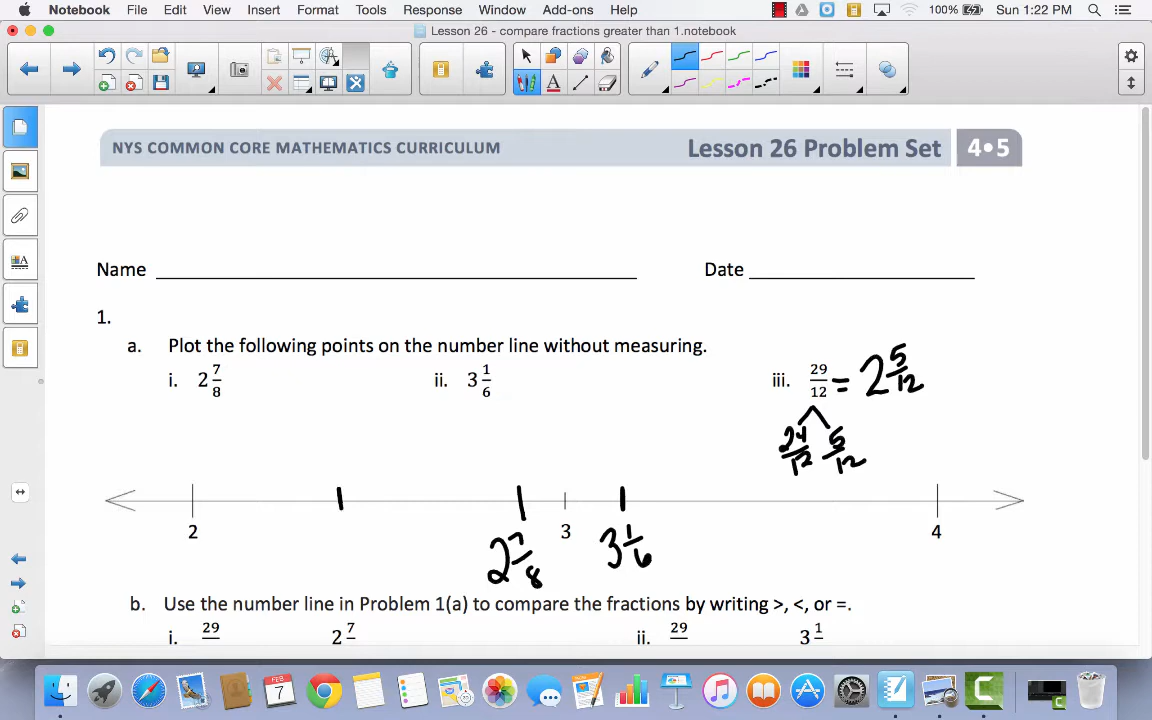 Notebook File Edit View Insert Format Tools Response Window Add-ons Help 100% Sun 1:22 PM
Lesson 26 - compare fractions greater than 1.notebook
NYS COMMON CORE MATHEMATICS CURRICULUM Lesson 26 Problem Set 4•5
Name ________ Date ________
1.
a. Plot the following points on the number line without measuring.
i. 2 7/8 ii. 3 1/6 iii. 29/12 = 2 5/12
24/12 5/12
2 3 4
2 7/8 3 1/6
b. Use the number line in Problem 1(a) to compare the fractions by writing >, <, or =.
i. 29 2 7 ii. 29 3 1
FEB
7